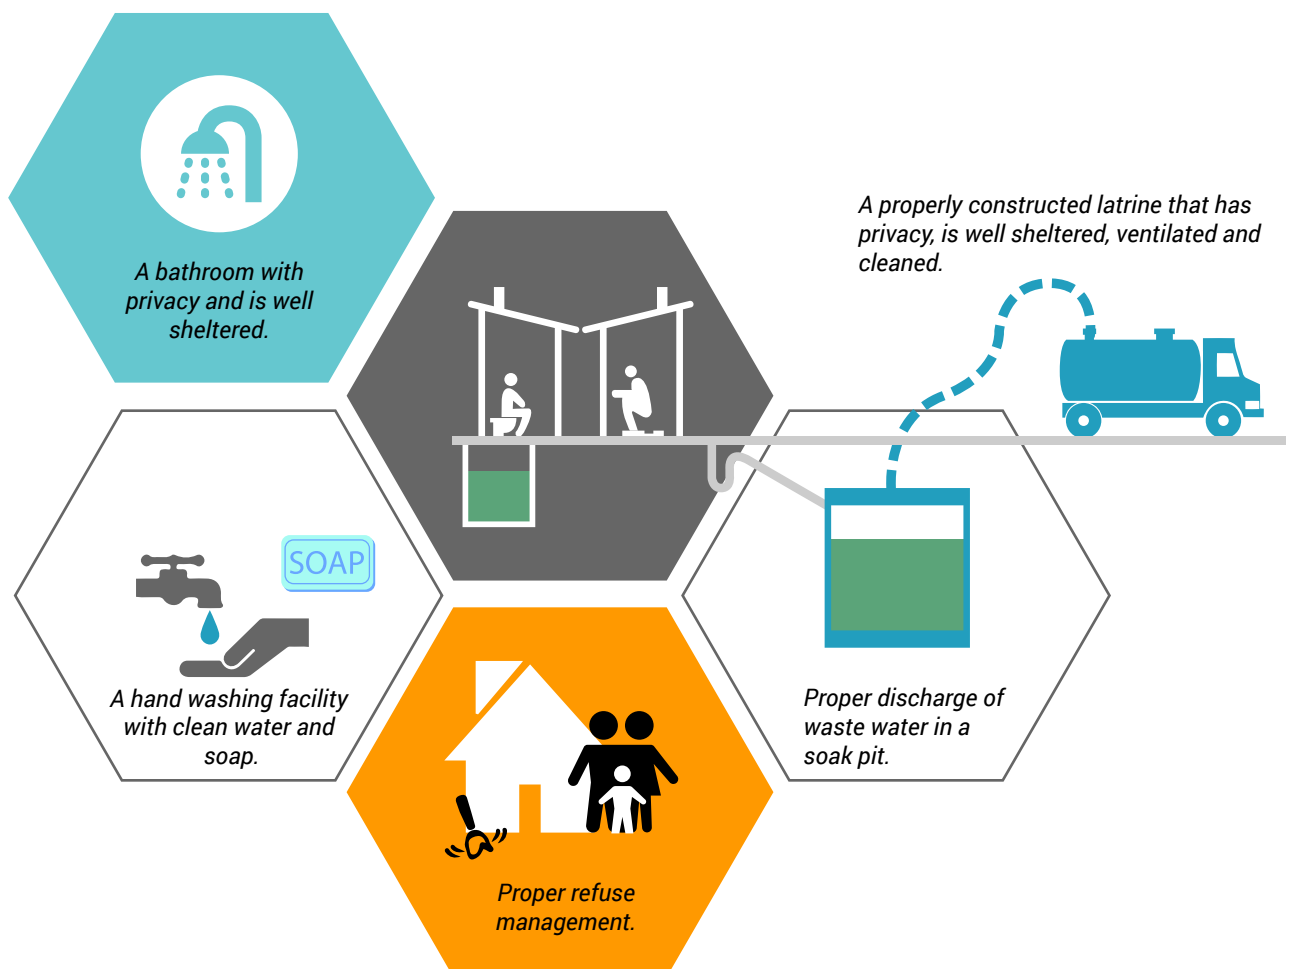 A bathroom with
privacy and is well
sheltered.
A properly constructed latrine that has
privacy, is well sheltered, ventilated and
cleaned.
SOAP
A hand washing facility
with clean water and
soap.
Proper discharge of
waste water in a
soak pit.
Proper refuse
management.